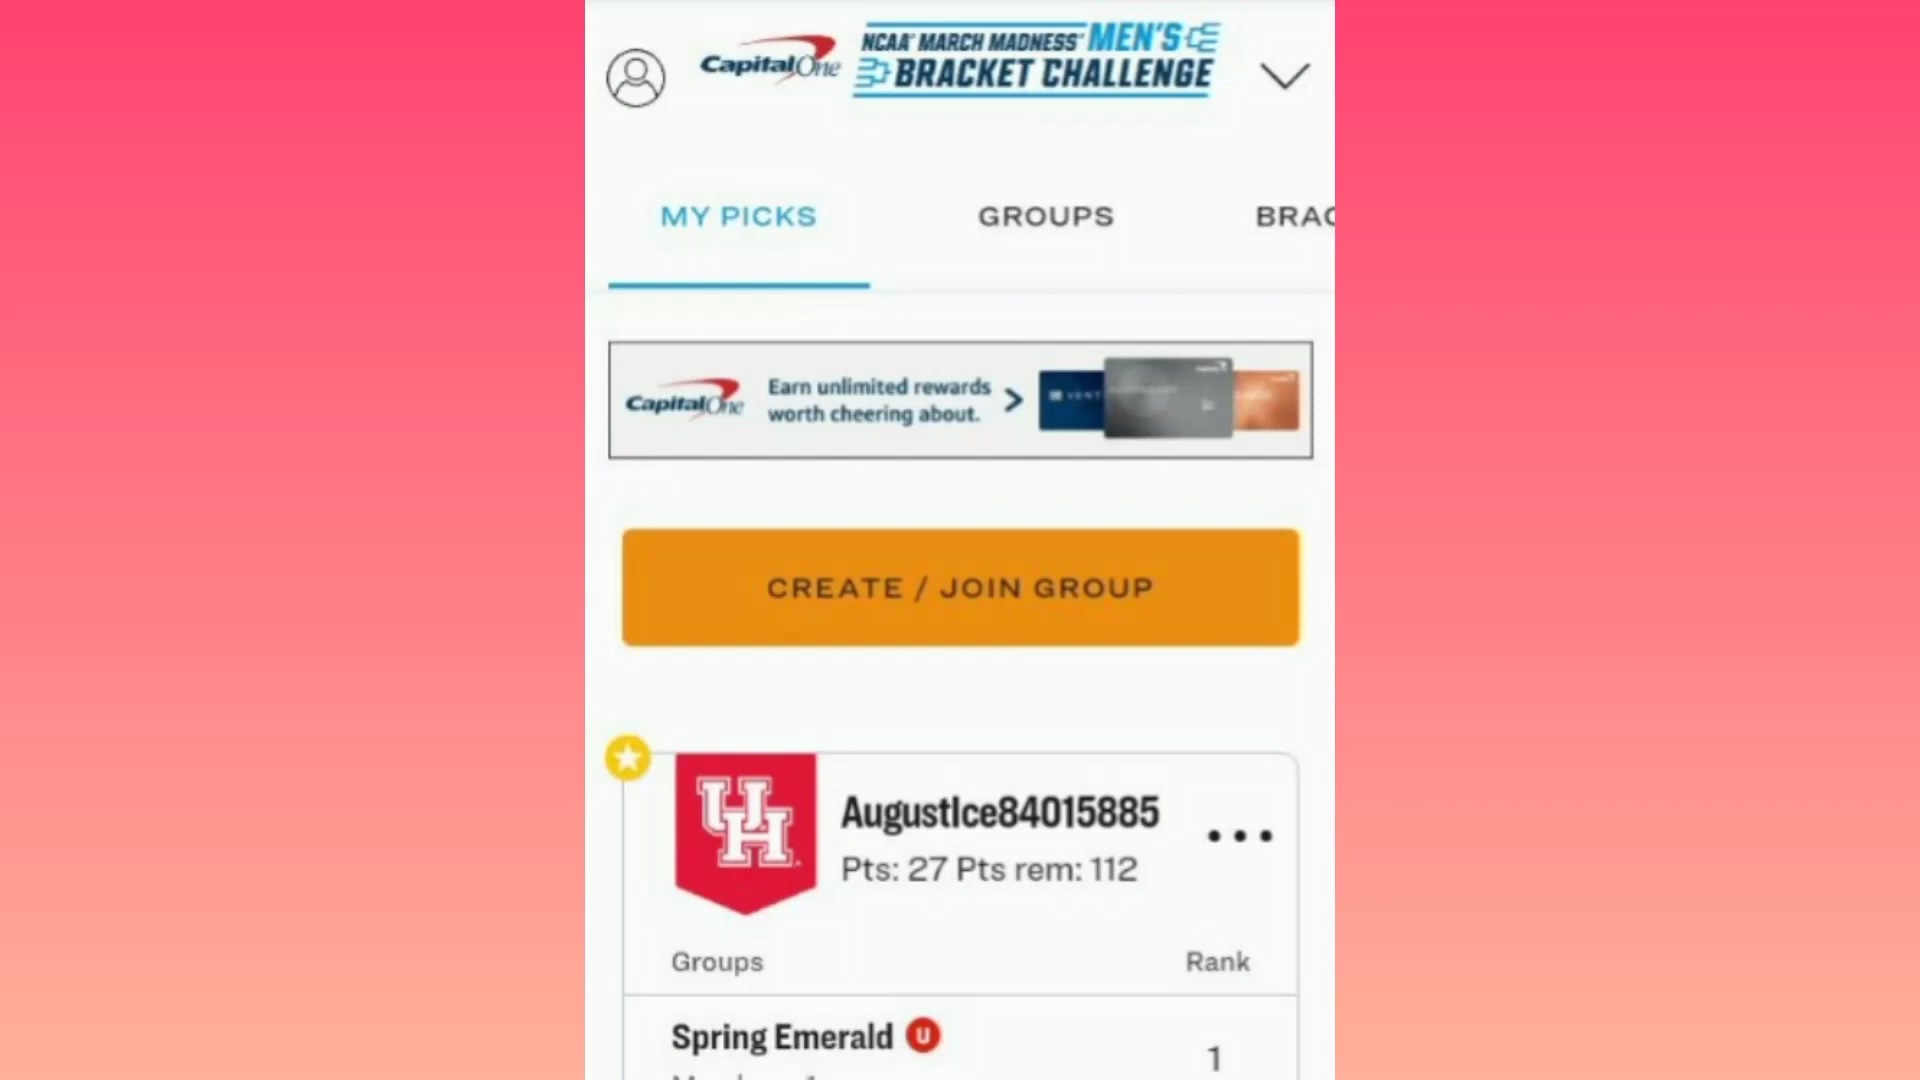 Capital One
NCAA MARCH MADNESS MEN'S
BRACKET CHALLENGE
MY PICKS
GROUPS
BRAC
Capital One
Earn unlimited rewards
worth cheering about.
VENT
CREATE / JOIN GROUP
UH
AugustIce84015885
Pts: 27 Pts rem: 112
Groups
Rank
Spring Emerald U
1